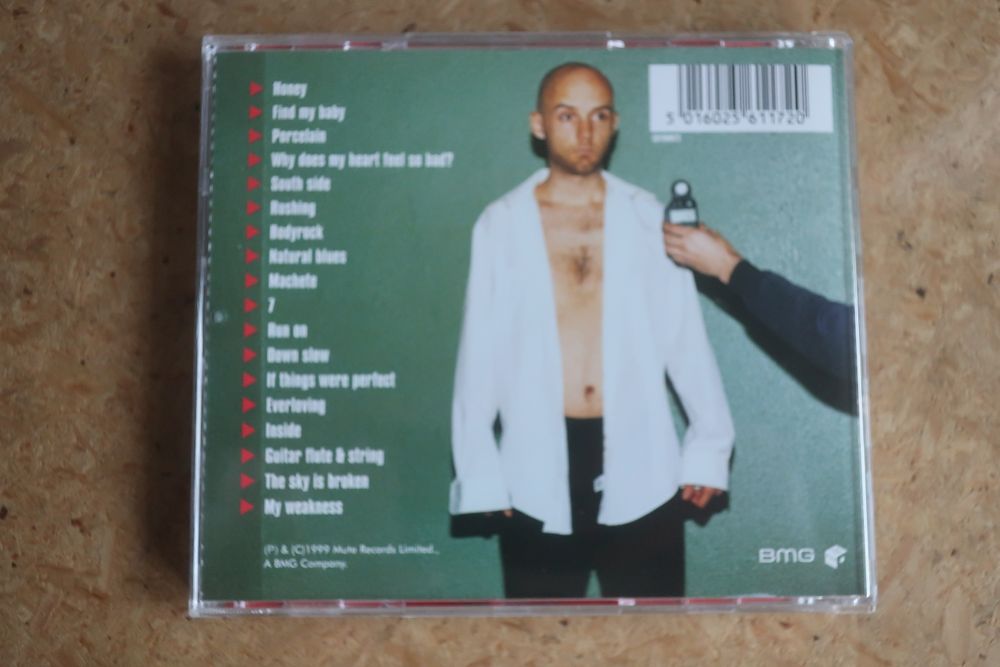 Honey
Find my baby
Porcelain
Why does my heart feel so bad?
South side
Rushing
Bodyrock
Natural blues
Machete
7
Run on
Down slow
If things were perfect
Everloving
Inside
Guitar flute & string
The sky is broken
My weakness
(P) & (C)1999 Mute Records Limited.,
A BMG Company.
5 016025 611720
BMG